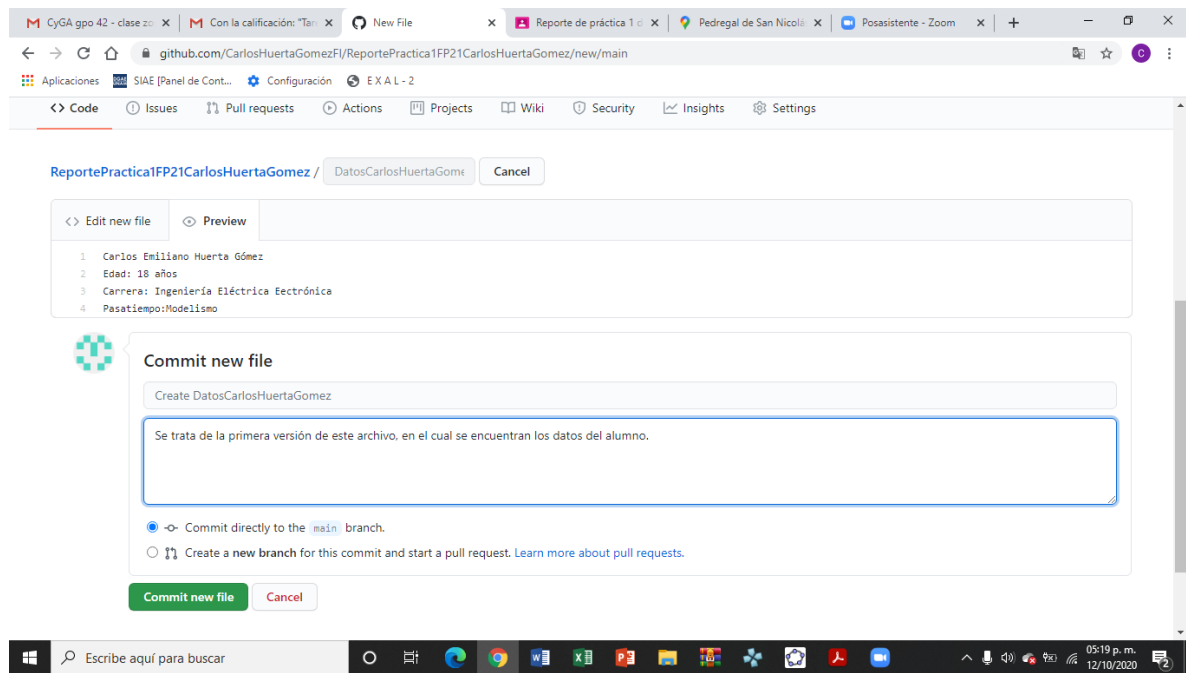 CyGA gpo 42 - clase zo
Con la calificación: "Tar
New File
Reporte de práctica 1 d
Pedregal de San Nicolá
Posasistente - Zoom
github.com/CarlosHuertaGomezFI/ReportePractica1FP21CarlosHuertaGomez/new/main
C
Aplicaciones
SIAE [Panel de Cont...
Configuración
E X A L - 2
<> Code
Issues
Pull requests
Actions
Projects
Wiki
Security
Insights
Settings
ReportePractica1FP21CarlosHuertaGomez /
DatosCarlosHuertaGome
Cancel
<> Edit new file
Preview
1 Carlos Emiliano Huerta Gómez
2 Edad: 18 años
3 Carrera: Ingeniería Eléctrica Eectrónica
4 Pasatiempo:Modelismo
Commit new file
Create DatosCarlosHuertaGomez
Se trata de la primera versión de este archivo, en el cual se encuentran los datos del alumno.
Commit directly to the main branch.
Create a new branch for this commit and start a pull request. Learn more about pull requests.
Commit new file
Cancel
Escribe aquí para buscar
05:19 p. m.
12/10/2020
2